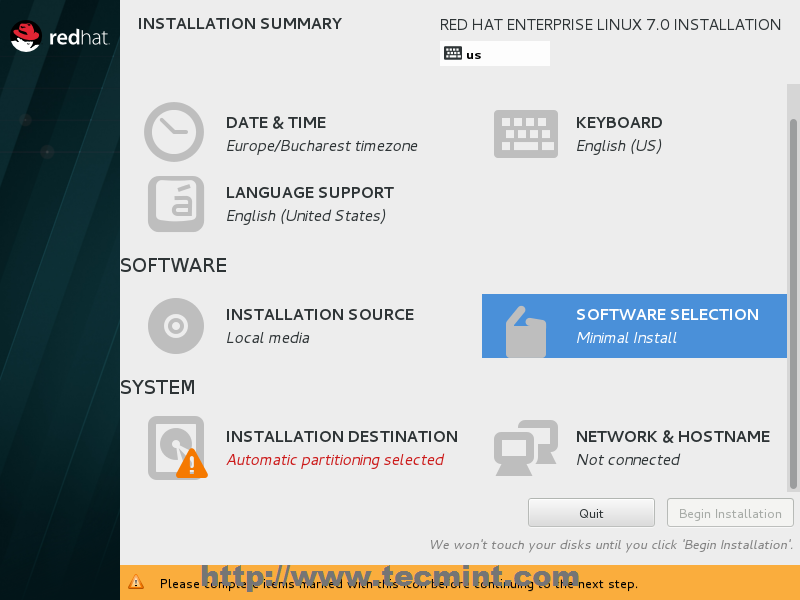 redhat.
INSTALLATION SUMMARY
RED HAT ENTERPRISE LINUX 7.0 INSTALLATION
us
DATE & TIME
Europe/Bucharest timezone
KEYBOARD
English (US)
LANGUAGE SUPPORT
English (United States)
SOFTWARE
INSTALLATION SOURCE
Local media
SOFTWARE SELECTION
Minimal Install
SYSTEM
INSTALLATION DESTINATION
Automatic partitioning selected
NETWORK & HOSTNAME
Not connected
Quit
Begin Installation
We won't touch your disks until you click 'Begin Installation'.
Please complete items marked with this icon before continuing to the next step.
http://www.tecmint.com